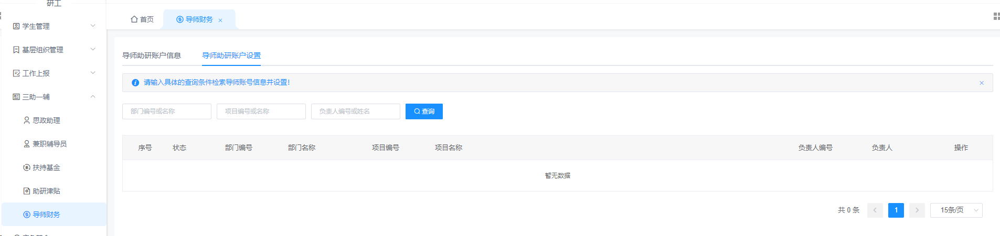 研工
首页
导师财务
学生管理
基层组织管理
工作上报
三助一辅
思政助理
兼职辅导员
扶持基金
助研津贴
导师财务
导师助研账户信息 导师助研账户设置
请输入具体的查询条件检索导师账号信息并设置!
部门编号或名称 项目编号或名称 负责人编号或姓名 查询
序号 状态 部门编号 部门名称 项目编号 项目名称 负责人编号 负责人 操作
暂无数据
共 0 条 1 15条/页